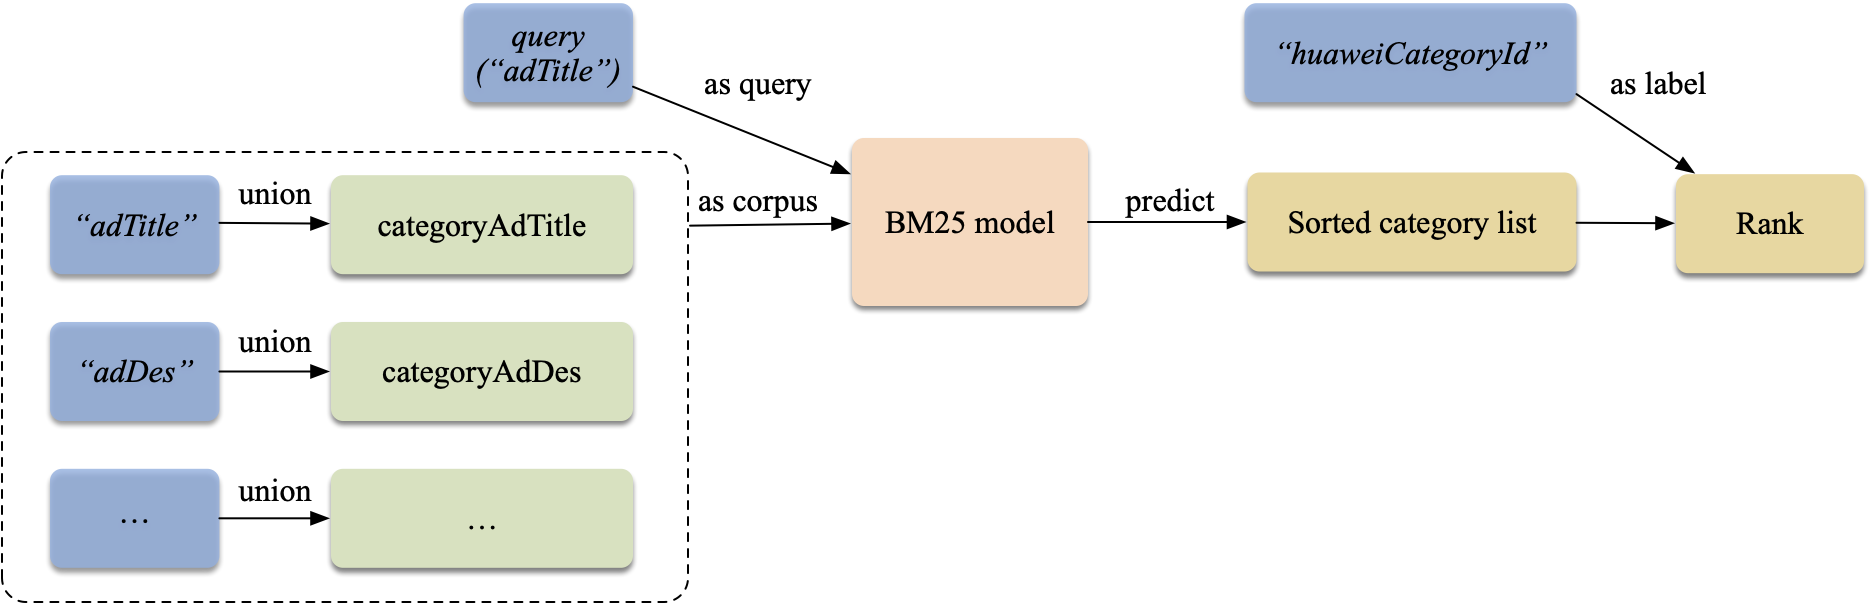 query
(“adTitle”)
as query
“huaweiCategoryId”
as label
“adTitle”
union
categoryAdTitle
as corpus
BM25 model
predict
Sorted category list
Rank
“adDes”
union
categoryAdDes
…
union
…